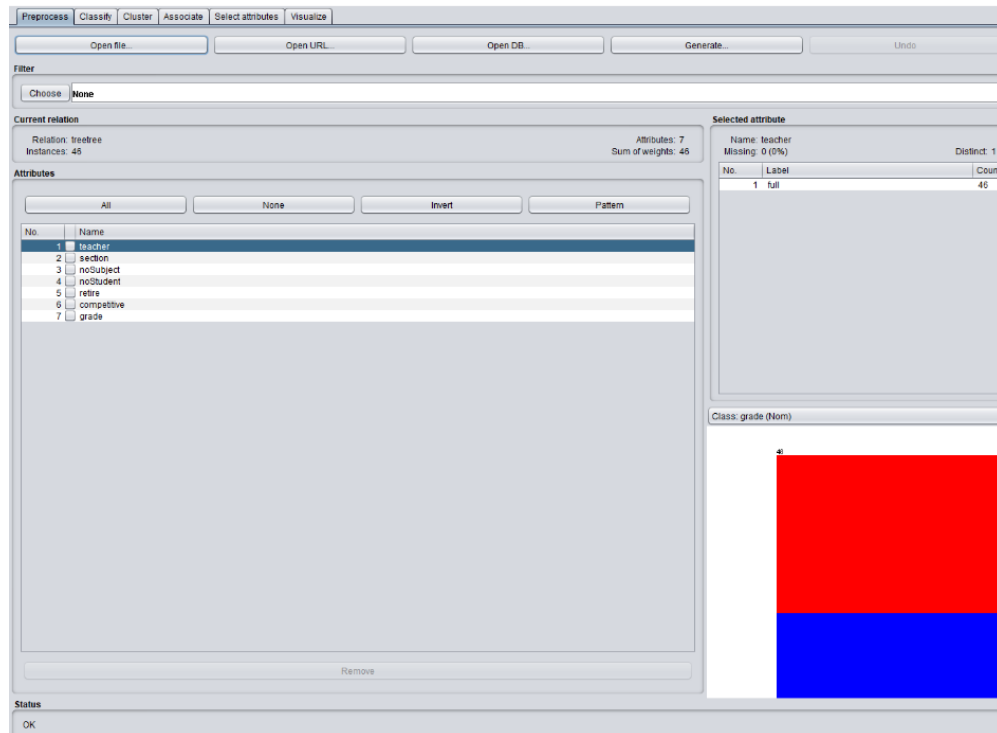 Preprocess Classify Cluster Associate Select attributes Visualize
Open file... Open URL... Open DB... Generate... Undo
Filter
Choose None
Current relation
Relation: treetree Attributes: 7
Instances: 46 Sum of weights: 46
Attributes
All None Invert Pattern
No. Name
1 teacher
2 section
3 noSubject
4 noStudent
5 retire
6 competitive
7 grade
Remove
Selected attribute
Name: teacher
Missing: 0 (0%) Distinct: 1
No. Label Coun
1 full 46
Class: grade (Nom)
46
Status
OK